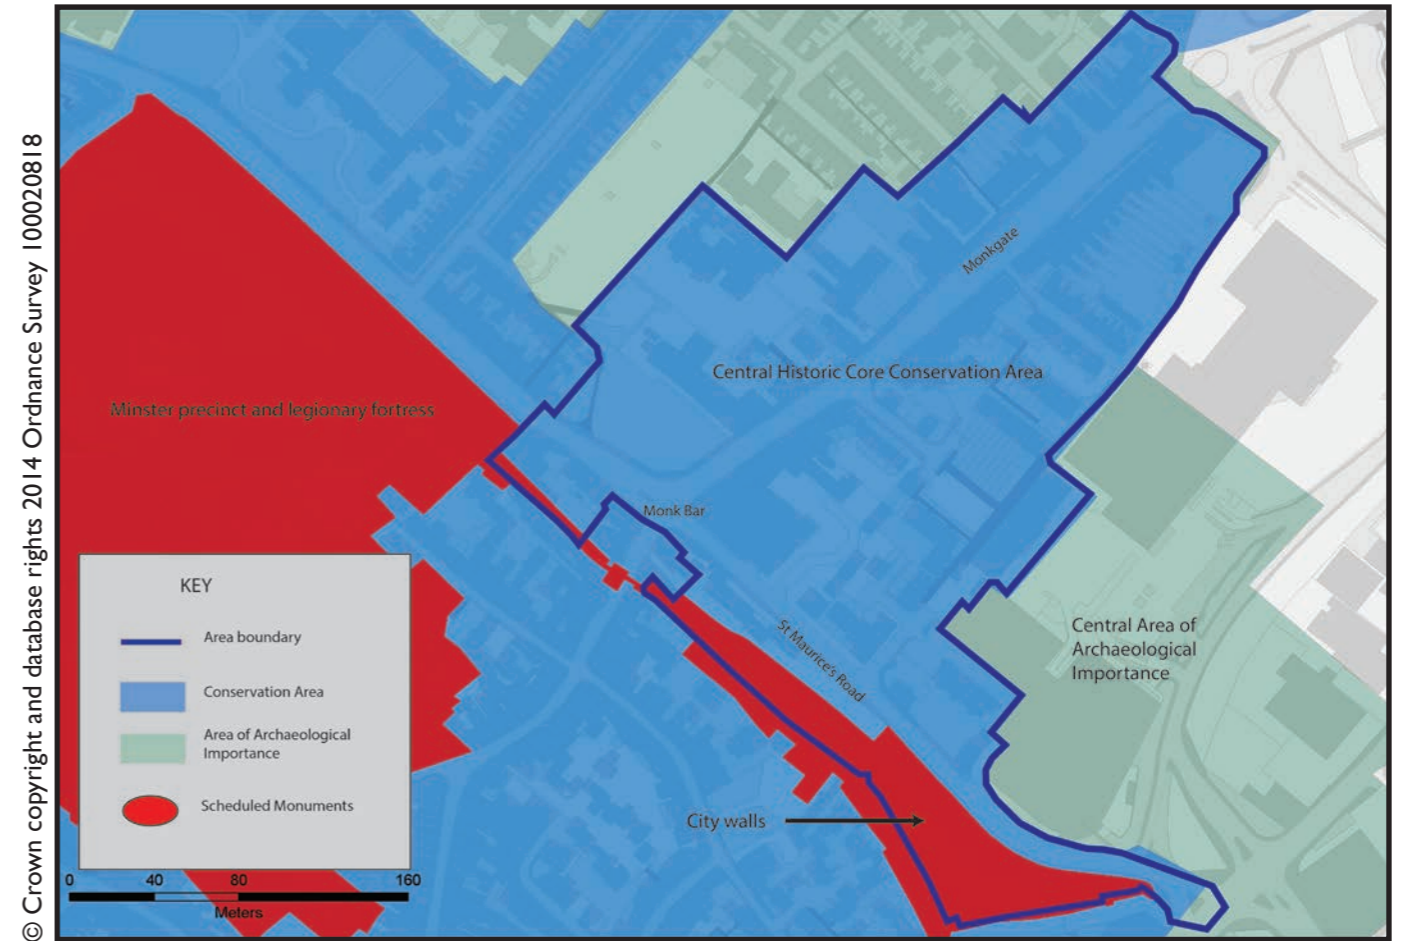 © Crown copyright and database rights 2014 Ordnance Survey 100020818
Monkgate
Central Historic Core Conservation Area
Minster precinct and legionary fortress
Monk Bar
St Maurice's Road
Central Area of
Archaeological
Importance
City walls
KEY
Area boundary
Conservation Area
Area of Archaeological
Importance
Scheduled Monuments
0 40 80 160
Meters